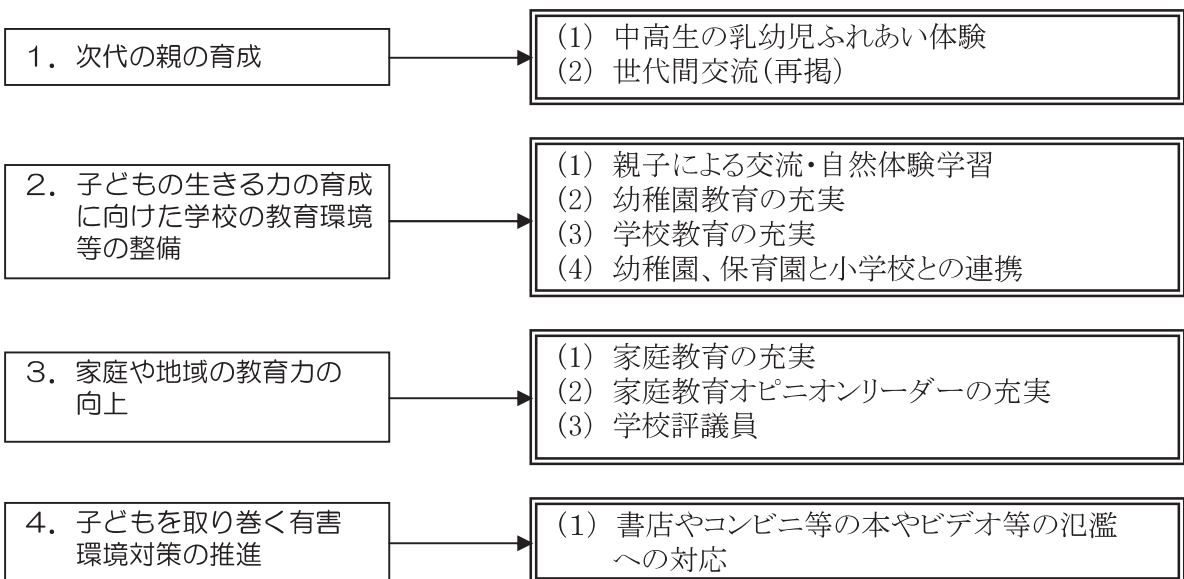 1．次代の親の育成
(1) 中高生の乳幼児ふれあい体験
(2) 世代間交流（再掲）
2．子どもの生きる力の育成
に向けた学校の教育環境
等の整備
(1) 親子による交流・自然体験学習
(2) 幼稚園教育の充実
(3) 学校教育の充実
(4) 幼稚園、保育園と小学校との連携
3．家庭や地域の教育力の
向上
(1) 家庭教育の充実
(2) 家庭教育オピニオンリーダーの充実
(3) 学校評議員
4．子どもを取り巻く有害
環境対策の推進
(1) 書店やコンビニ等の本やビデオ等の氾濫
への対応